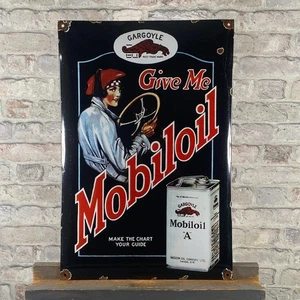 GARGOYLE
Give Me
Mobiloil
MAKE THE CHART
YOUR GUIDE
GARGOYLE
Mobiloil
"A"